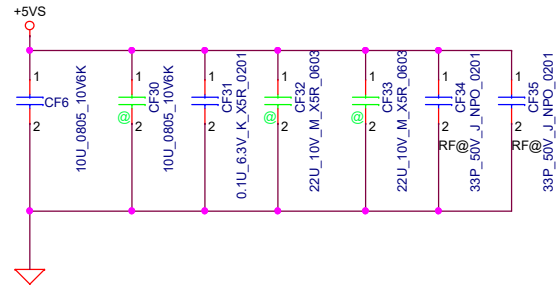 +5VS
1
CF6
2
10U_0805_10V6K
1
CF30
2
@
10U_0805_10V6K
1
CF31
2
0.1U_6.3V_K_X5R_0201
1
CF32
2
@
22U_10V_M_X5R_0603
1
CF33
2
@
22U_10V_M_X5R_0603
1
CF34
2
RF@
33P_50V_J_NPO_0201
1
CF35
2
RF@
33P_50V_J_NPO_0201